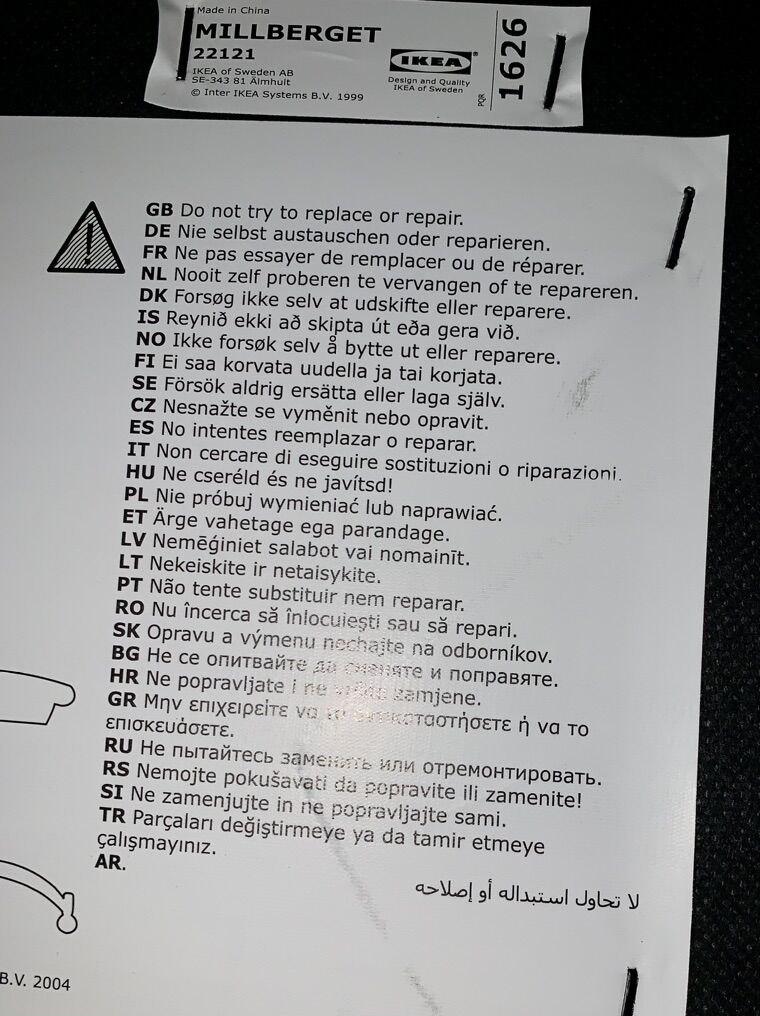 Made in China
MILLBERGET
22121
IKEA of Sweden AB
SE-343 81 Älmhult
© Inter IKEA Systems B.V. 1999
IKEA®
Design and Quality
IKEA of Sweden
PQR
1626
GB Do not try to replace or repair.
DE Nie selbst austauschen oder reparieren.
FR Ne pas essayer de remplacer ou de réparer.
NL Nooit zelf proberen te vervangen of te repareren.
DK Forsøg ikke selv at udskifte eller reparere.
IS Reynið ekki að skipta út eða gera við.
NO Ikke forsøk selv å bytte ut eller reparere.
FI Ei saa korvata uudella ja tai korjata.
SE Försök aldrig ersätta eller laga själv.
CZ Nesnažte se vyměnit nebo opravit.
ES No intentes reemplazar o reparar.
IT Non cercare di eseguire sostituzioni o riparazioni.
HU Ne cseréld és ne javítsd!
PL Nie próbuj wymieniać lub naprawiać.
ET Ärge vahetage ega parandage.
LV Nemēģiniet salabot vai nomainīt.
LT Nekeiskite ir netaisykite.
PT Não tente substituir nem reparar.
RO Nu încerca să înlocuieşti sau să repari.
SK Opravu a výmenu nechajte na odborníkov.
BG Не се опитвайте да сменяте и поправяте.
HR Ne popravljate i ne zamjene.
GR Μην επιχειρείτε να το αντικαταστήσετε ή να το
επισκευάσετε.
RU Не пытайтесь заменить или отремонтировать.
RS Nemojte pokušavati da popravite ili zamenite!
SI Ne zamenjujte in ne popravljajte sami.
TR Parçaları değiştirmeye ya da tamir etmeye
çalışmayınız.
AR.
لا تحاول استبداله أو إصلاحه
B.V. 2004